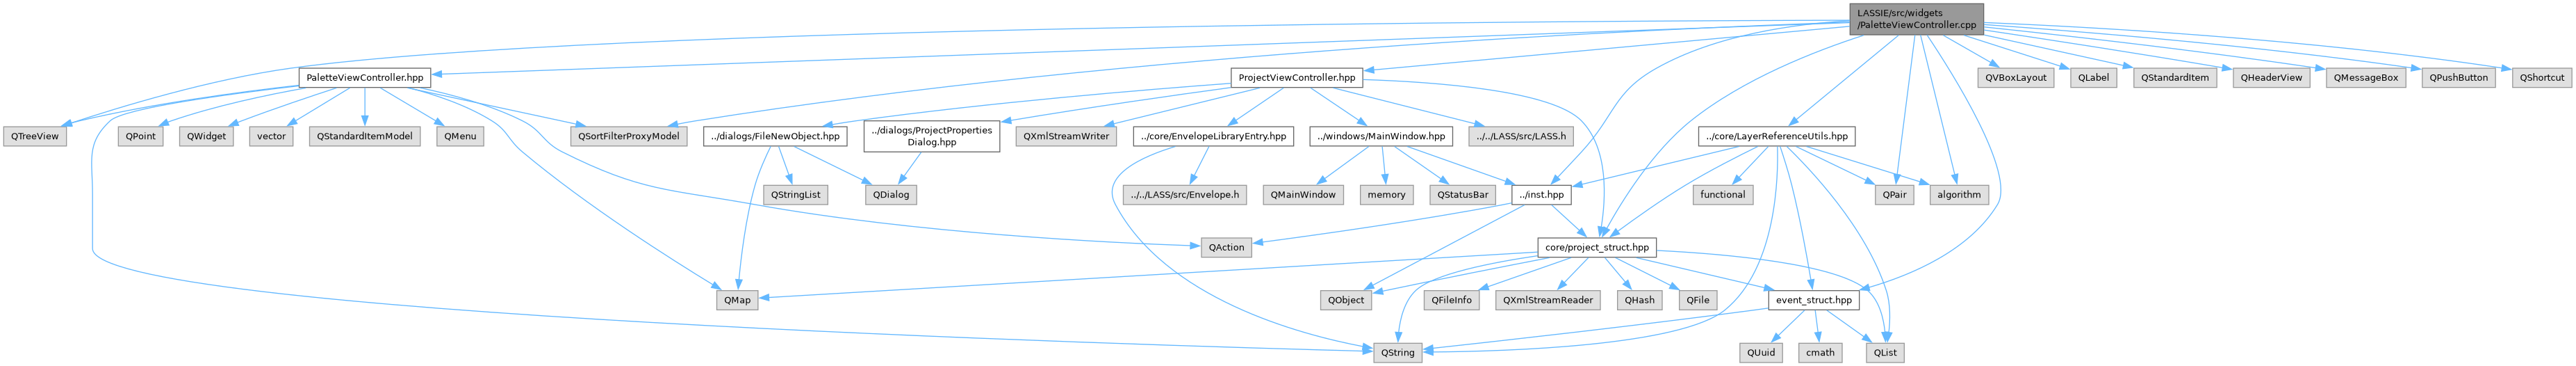 LASSIE/src/widgets
/PaletteViewController.cpp
PaletteViewController.hpp
ProjectViewController.hpp
QVBoxLayout
QLabel
QStandardItem
QHeaderView
QMessageBox
QPushButton
QShortcut
QTreeView
QPoint
QWidget
vector
QStandardItemModel
QMenu
QSortFilterProxyModel
../dialogs/FileNewObject.hpp
../dialogs/ProjectProperties
Dialog.hpp
QXmlStreamWriter
../core/EnvelopeLibraryEntry.hpp
../windows/MainWindow.hpp
../../LASS/src/LASS.h
../core/LayerReferenceUtils.hpp
QStringList
QDialog
../../LASS/src/Envelope.h
QMainWindow
memory
QStatusBar
../inst.hpp
functional
QPair
algorithm
QAction
core/project_struct.hpp
QMap
QObject
QFileInfo
QXmlStreamReader
QHash
QFile
event_struct.hpp
QString
QUuid
cmath
QList